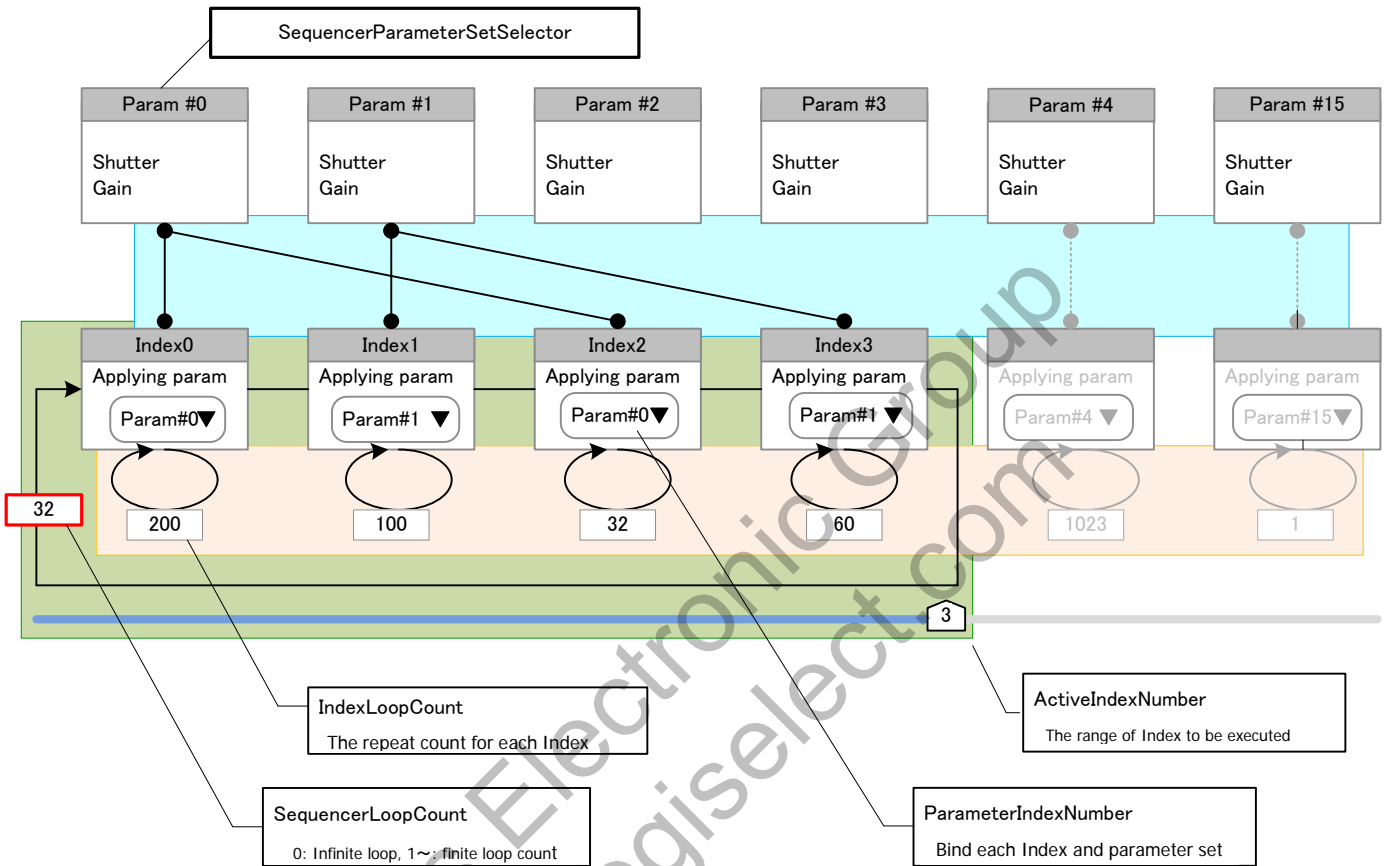 SequencerParameterSetSelector
Param #0
Param #1
Param #2
Param #3
Param #4
Param #15
Shutter
Gain
Shutter
Gain
Shutter
Gain
Shutter
Gain
Shutter
Gain
Shutter
Gain
Index0
Index1
Index2
Index3
Applying param
Applying param
Applying param
Applying param
Applying param
Applying param
Param#0▼
Param#1 ▼
Param#0▼
Param#1 ▼
Param#4 ▼
Param#15▼
32
200
100
32
60
1023
1
3
IndexLoopCount
The repeat count for each Index
ActiveIndexNumber
The range of Index to be executed
SequencerLoopCount
0: Infinite loop, 1~: finite loop count
ParameterIndexNumber
Bind each Index and parameter set
Electronic Group
egiselect.com